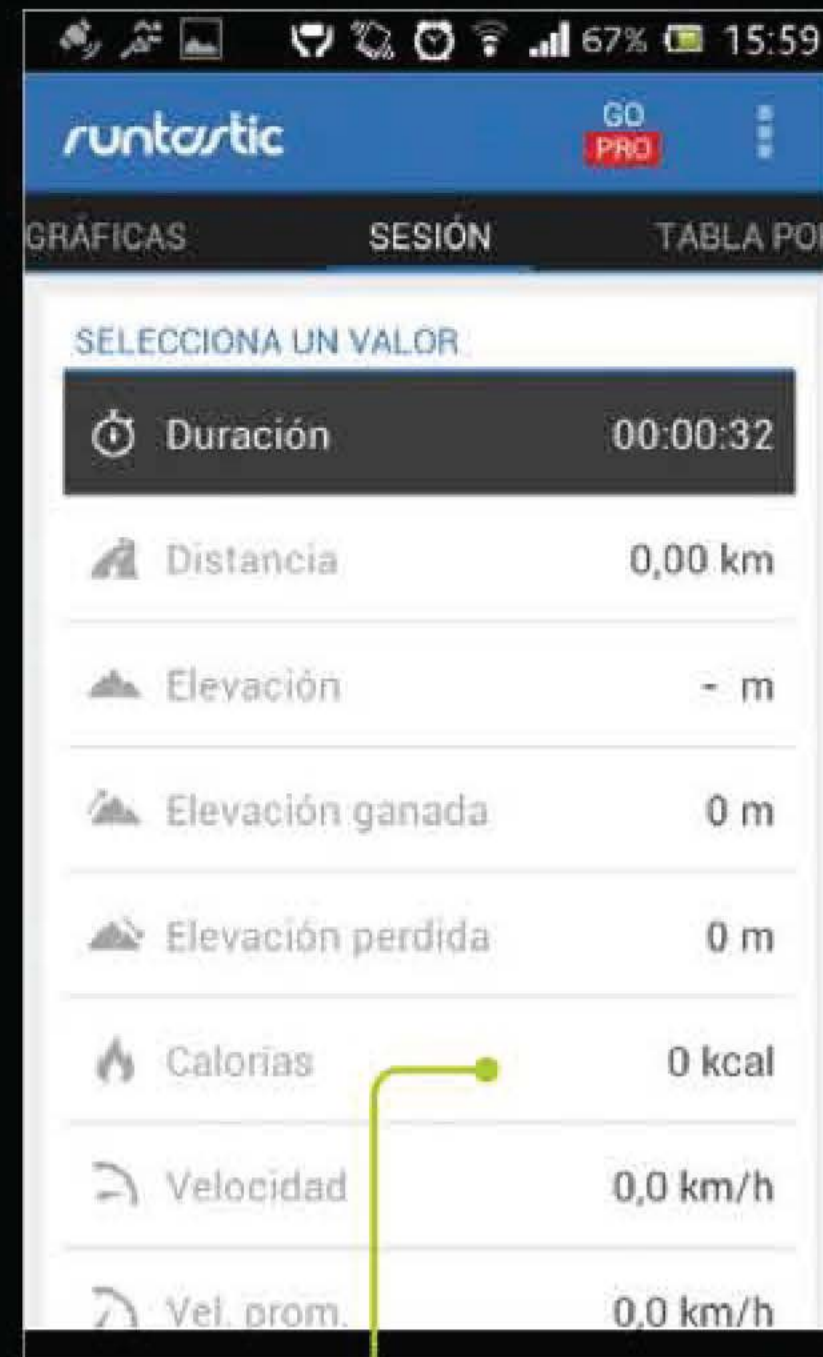 67% 15:59
runtastic GO PRO
GRÁFICAS SESIÓN TABLA POR
SELECCIONA UN VALOR
Duración 00:00:32
Distancia 0,00 km
Elevación - m
Elevación ganada 0 m
Elevación perdida 0 m
Calorías 0 kcal
Velocidad 0,0 km/h
Vel. prom. 0,0 km/h